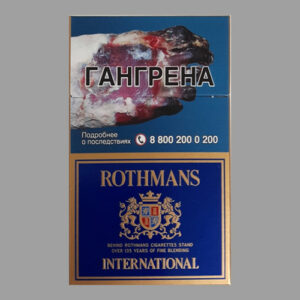 ГАНГРЕНА
Подробнее
о последствиях 8 800 200 0 200
ROTHMANS
BEHIND ROTHMANS CIGARETTES STAND
OVER 125 YEARS OF FINE BLENDING
INTERNATIONAL